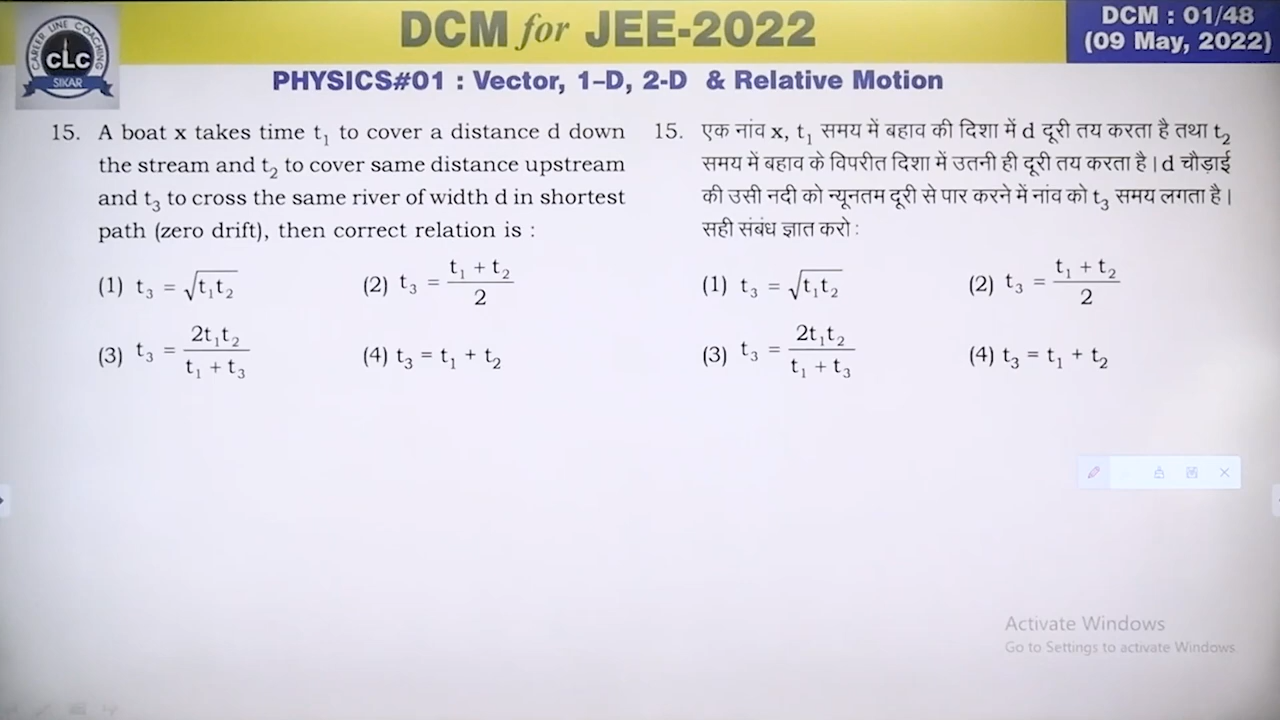 CAREER LINE COACHING
CLC
SIKAR
DCM for JEE-2022
DCM : 01/48
(09 May, 2022)
PHYSICS#01 : Vector, 1–D, 2-D & Relative Motion
15. A boat x takes time t₁ to cover a distance d down
the stream and t₂ to cover same distance upstream
and t₃ to cross the same river of width d in shortest
path (zero drift), then correct relation is :
(1) t₃ = √t₁t₂ (2) t₃ = (t₁ + t₂)/2
(3) t₃ = 2t₁t₂/(t₁ + t₃) (4) t₃ = t₁ + t₂
15. एक नांव x, t₁ समय में बहाव की दिशा में d दूरी तय करता है तथा t₂
समय में बहाव के विपरीत दिशा में उतनी ही दूरी तय करता है। d चौड़ाई
की उसी नदी को न्यूनतम दूरी से पार करने में नांव को t₃ समय लगता है।
सही संबंध ज्ञात करो :
(1) t₃ = √t₁t₂ (2) t₃ = (t₁ + t₂)/2
(3) t₃ = 2t₁t₂/(t₁ + t₃) (4) t₃ = t₁ + t₂
Activate Windows
Go to Settings to activate Windows.